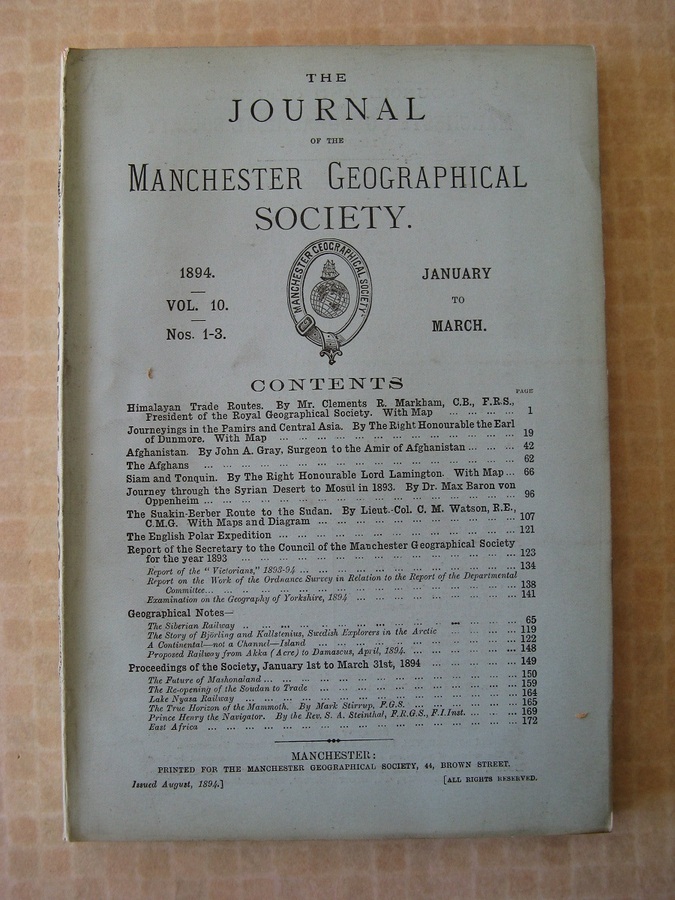 THE
JOURNAL
OF THE
MANCHESTER GEOGRAPHICAL
SOCIETY.
MANCHESTER GEOGRAPHICAL SOCIETY.
1894.
VOL. 10.
Nos. 1-3.
JANUARY
TO
MARCH.
CONTENTS
PAGE
Himalayan Trade Routes. By Mr. Clements R. Markham, C.B., F.R.S.,
President of the Royal Geographical Society. With Map ... ... ... 1
Journeyings in the Pamirs and Central Asia. By The Right Honourable the Earl
of Dunmore. With Map ... ... ... ... ... ... ... ... ... ... 19
Afghanistan. By John A. Gray, Surgeon to the Amir of Afghanistan ... ... ... 42
The Afghans ... ... ... ... ... ... ... ... ... ... ... ... 62
Siam and Tonquin. By The Right Honourable Lord Lamington. With Map ... 66
Journey through the Syrian Desert to Mosul in 1893. By Dr. Max Baron von
Oppenheim ... ... ... ... ... ... ... ... ... ... ... ... 96
The Suakin-Berber Route to the Sudan. By Lieut.-Col. C. M. Watson, R.E.,
C.M.G. With Maps and Diagram ... ... ... ... ... ... ... ... 107
The English Polar Expedition ... ... ... ... ... ... ... ... ... 121
Report of the Secretary to the Council of the Manchester Geographical Society
for the year 1893 ... ... ... ... ... ... ... ... ... ... ... 123
Report of the "Victorians," 1893-94 ... ... ... ... ... ... ... ... 134
Report on the Work of the Ordnance Survey in Relation to the Report of the Departmental
Committee... ... ... ... ... ... ... ... ... ... ... ... 138
Examination on the Geography of Yorkshire, 1894 ... ... ... ... ... ... 141
Geographical Notes—
The Siberian Railway ... ... ... ... ... ... ... ... ... ... 65
The Story of Björling and Kallstenius, Swedish Explorers in the Arctic ... ... ... 119
A Continental—not a Channel—Island ... ... ... ... ... ... ... 122
Proposed Railway from Akka (Acre) to Damascus, April, 1894. ... ... ... ... 148
Proceedings of the Society, January 1st to March 31st, 1894 ... ... ... ... 149
The Future of Mashonaland ... ... ... ... ... ... ... ... ... 150
The Re-opening of the Soudan to Trade ... ... ... ... ... ... ... 159
Lake Nyasa Railway ... ... ... ... ... ... ... ... ... ... 164
The True Horizon of the Mammoth. By Mark Stirrup, F.G.S. ... ... ... ... 165
Prince Henry the Navigator. By the Rev. S. A. Steinthal, F.R.G.S., F.I.Inst. ... ... ... 169
East Africa ... ... ... ... ... ... ... ... ... ... ... 172
MANCHESTER:
PRINTED FOR THE MANCHESTER GEOGRAPHICAL SOCIETY, 44, BROWN STREET.
Issued August, 1894.]
[ALL RIGHTS RESERVED.